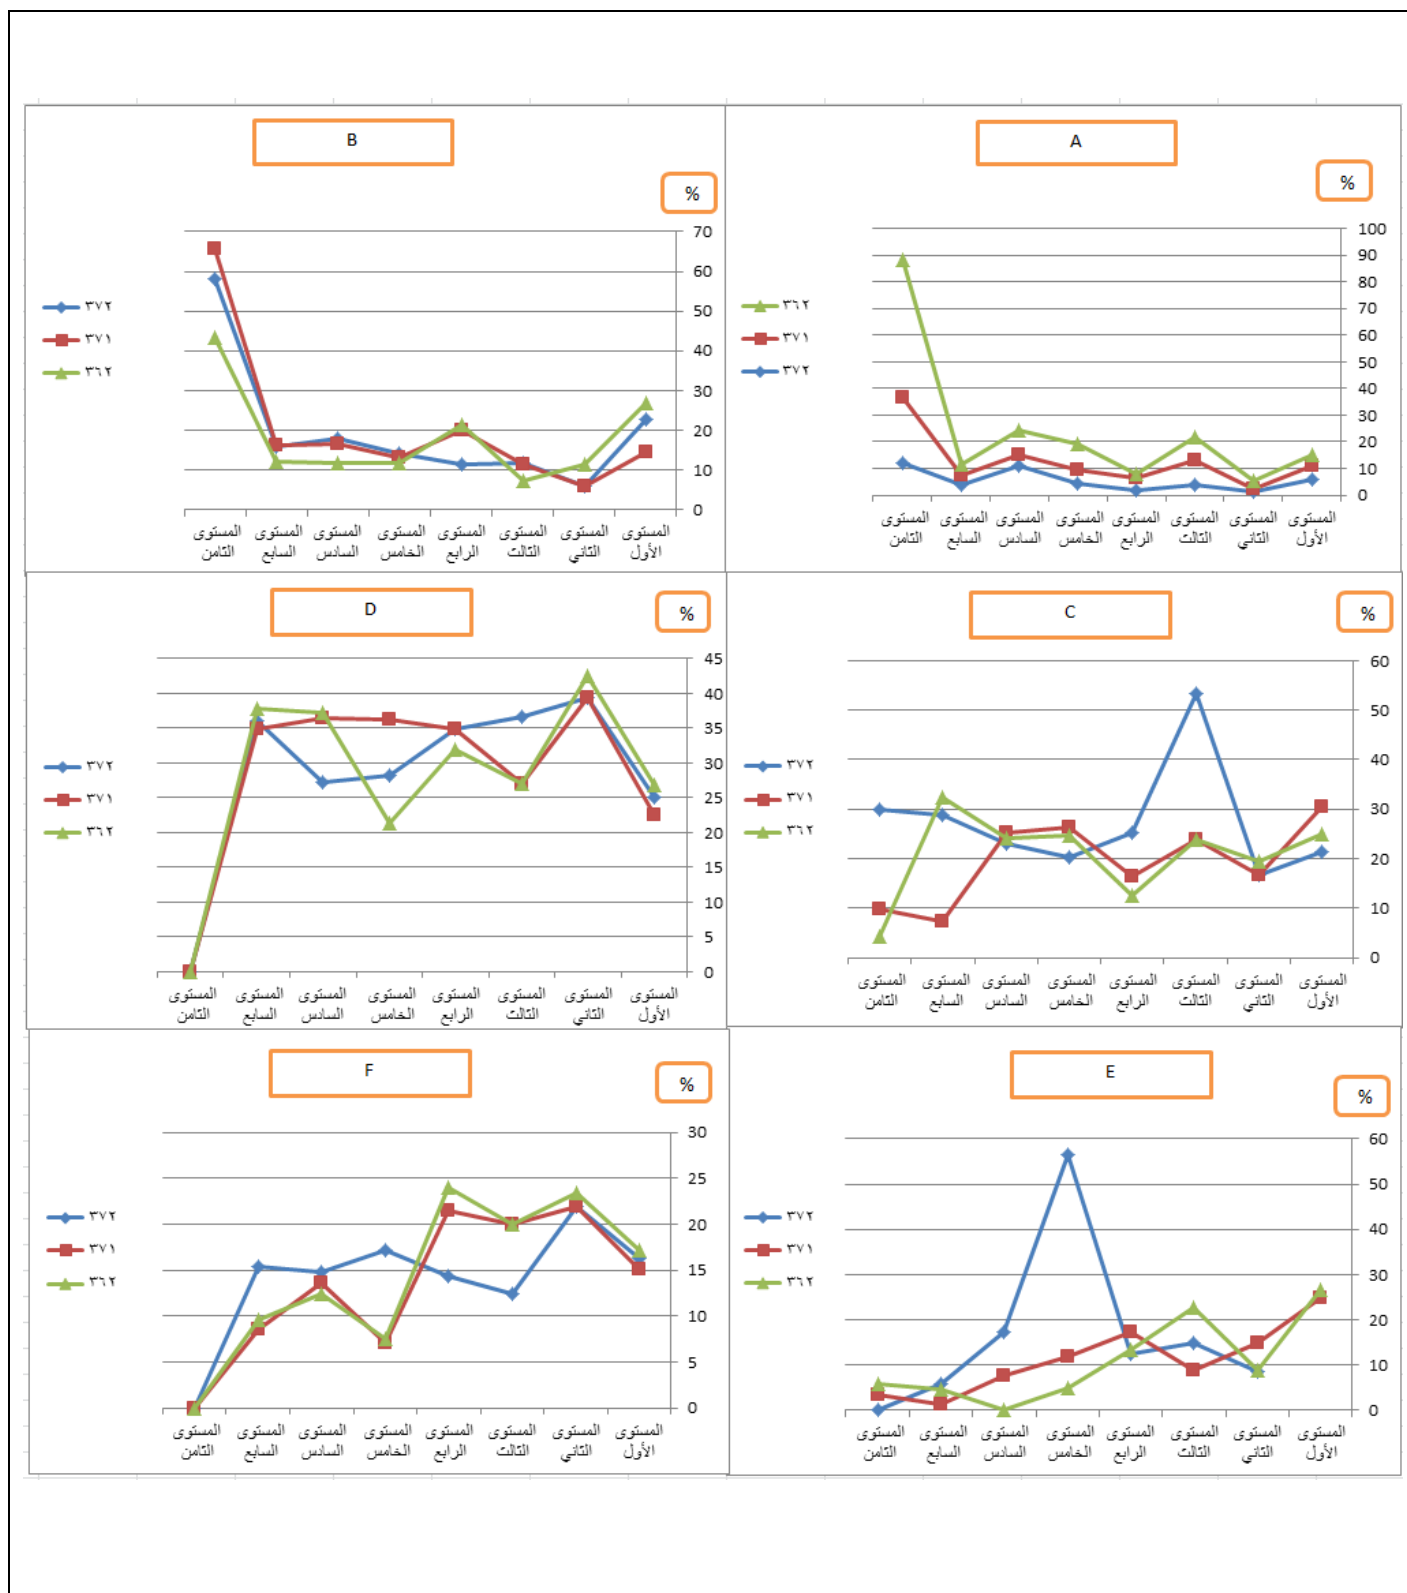 A
%
100
90
80
70
60
50
40
30
20
10
0
٣٦٢
٣٧١
٣٧٢
المستوى الأول
المستوى الثاني
المستوى الثالث
المستوى الرابع
المستوى الخامس
المستوى السادس
المستوى السابع
المستوى الثامن
B
%
70
60
50
40
30
20
10
0
٣٧٢
٣٧١
٣٦٢
المستوى الأول
المستوى الثاني
المستوى الثالث
المستوى الرابع
المستوى الخامس
المستوى السادس
المستوى السابع
المستوى الثامن
C
%
60
50
40
30
20
10
0
٣٧٢
٣٧١
٣٦٢
المستوى الأول
المستوى الثاني
المستوى الثالث
المستوى الرابع
المستوى الخامس
المستوى السادس
المستوى السابع
المستوى الثامن
D
%
45
40
35
30
25
20
15
10
5
0
٣٧٢
٣٧١
٣٦٢
المستوى الأول
المستوى الثاني
المستوى الثالث
المستوى الرابع
المستوى الخامس
المستوى السادس
المستوى السابع
المستوى الثامن
E
%
60
50
40
30
20
10
0
٣٧٢
٣٧١
٣٦٢
المستوى الأول
المستوى الثاني
المستوى الثالث
المستوى الرابع
المستوى الخامس
المستوى السادس
المستوى السابع
المستوى الثامن
F
%
30
25
20
15
10
5
0
٣٧٢
٣٧١
٣٦٢
المستوى الأول
المستوى الثاني
المستوى الثالث
المستوى الرابع
المستوى الخامس
المستوى السادس
المستوى السابع
المستوى الثامن